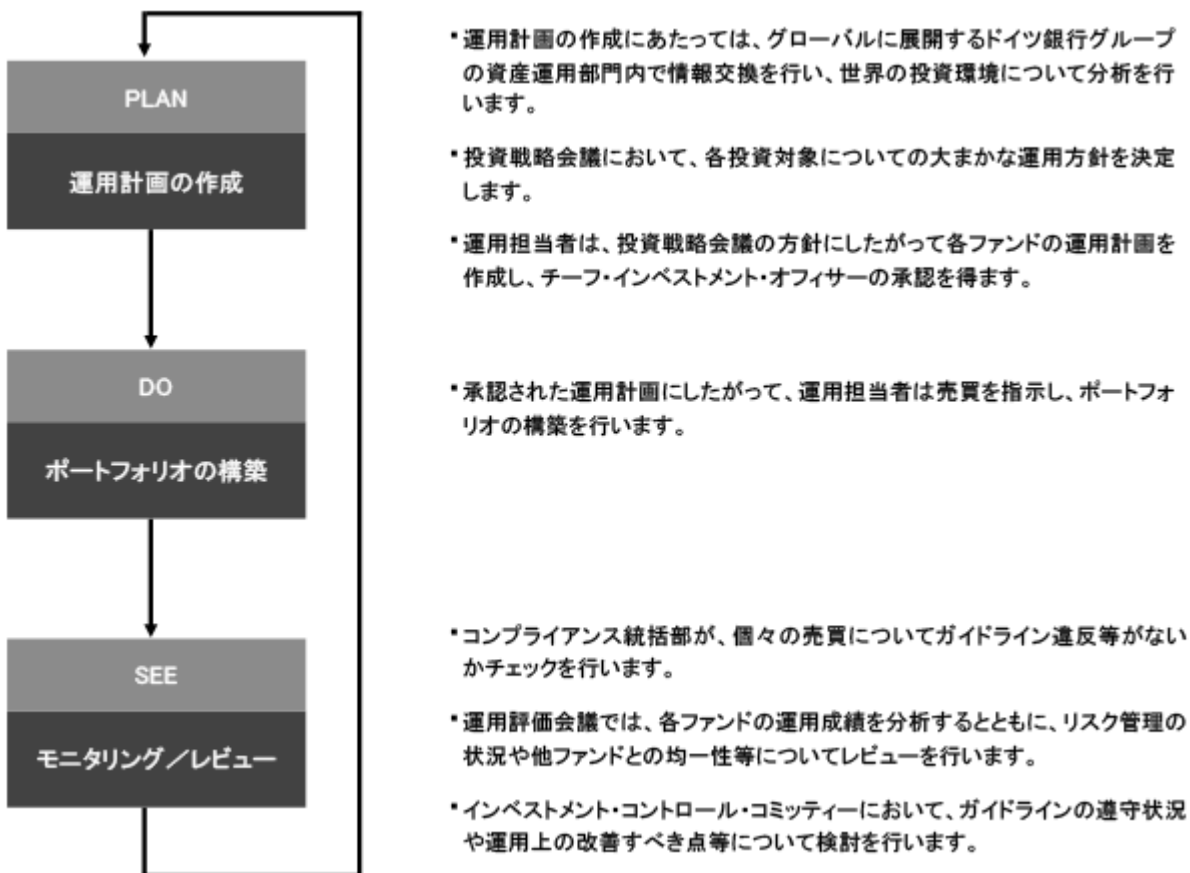 PLAN
運用計画の作成
▪運用計画の作成にあたっては、グローバルに展開するドイツ銀行グループ
の資産運用部門内で情報交換を行い、世界の投資環境について分析を行
います。
▪投資戦略会議において、各投資対象についての大まかな運用方針を決定
します。
▪運用担当者は、投資戦略会議の方針にしたがって各ファンドの運用計画を
作成し、チーフ・インベストメント・オフィサーの承認を得ます。
DO
ポートフォリオの構築
▪承認された運用計画にしたがって、運用担当者は売買を指示し、ポートフォ
リオの構築を行います。
SEE
モニタリング／レビュー
▪コンプライアンス統括部が、個々の売買についてガイドライン違反等がない
かチェックを行います。
▪運用評価会議では、各ファンドの運用成績を分析するとともに、リスク管理の
状況や他ファンドとの均一性等についてレビューを行います。
▪インベストメント・コントロール・コミッティーにおいて、ガイドラインの遵守状況
や運用上の改善すべき点等について検討を行います。